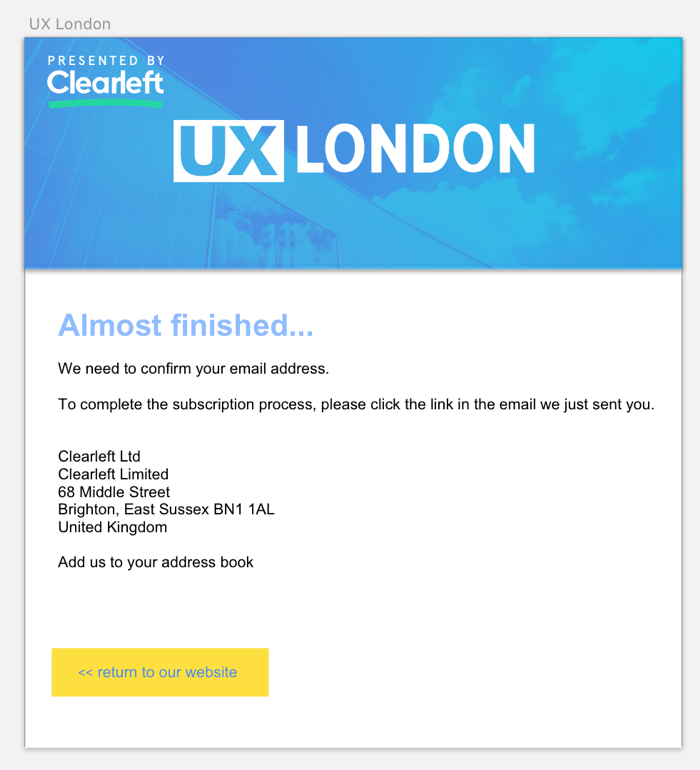 UX London
PRESENTED BY
Clearleft
UX LONDON
Almost finished...
We need to confirm your email address.
To complete the subscription process, please click the link in the email we just sent you.
Clearleft Ltd
Clearleft Limited
68 Middle Street
Brighton, East Sussex BN1 1AL
United Kingdom
Add us to your address book
<< return to our website